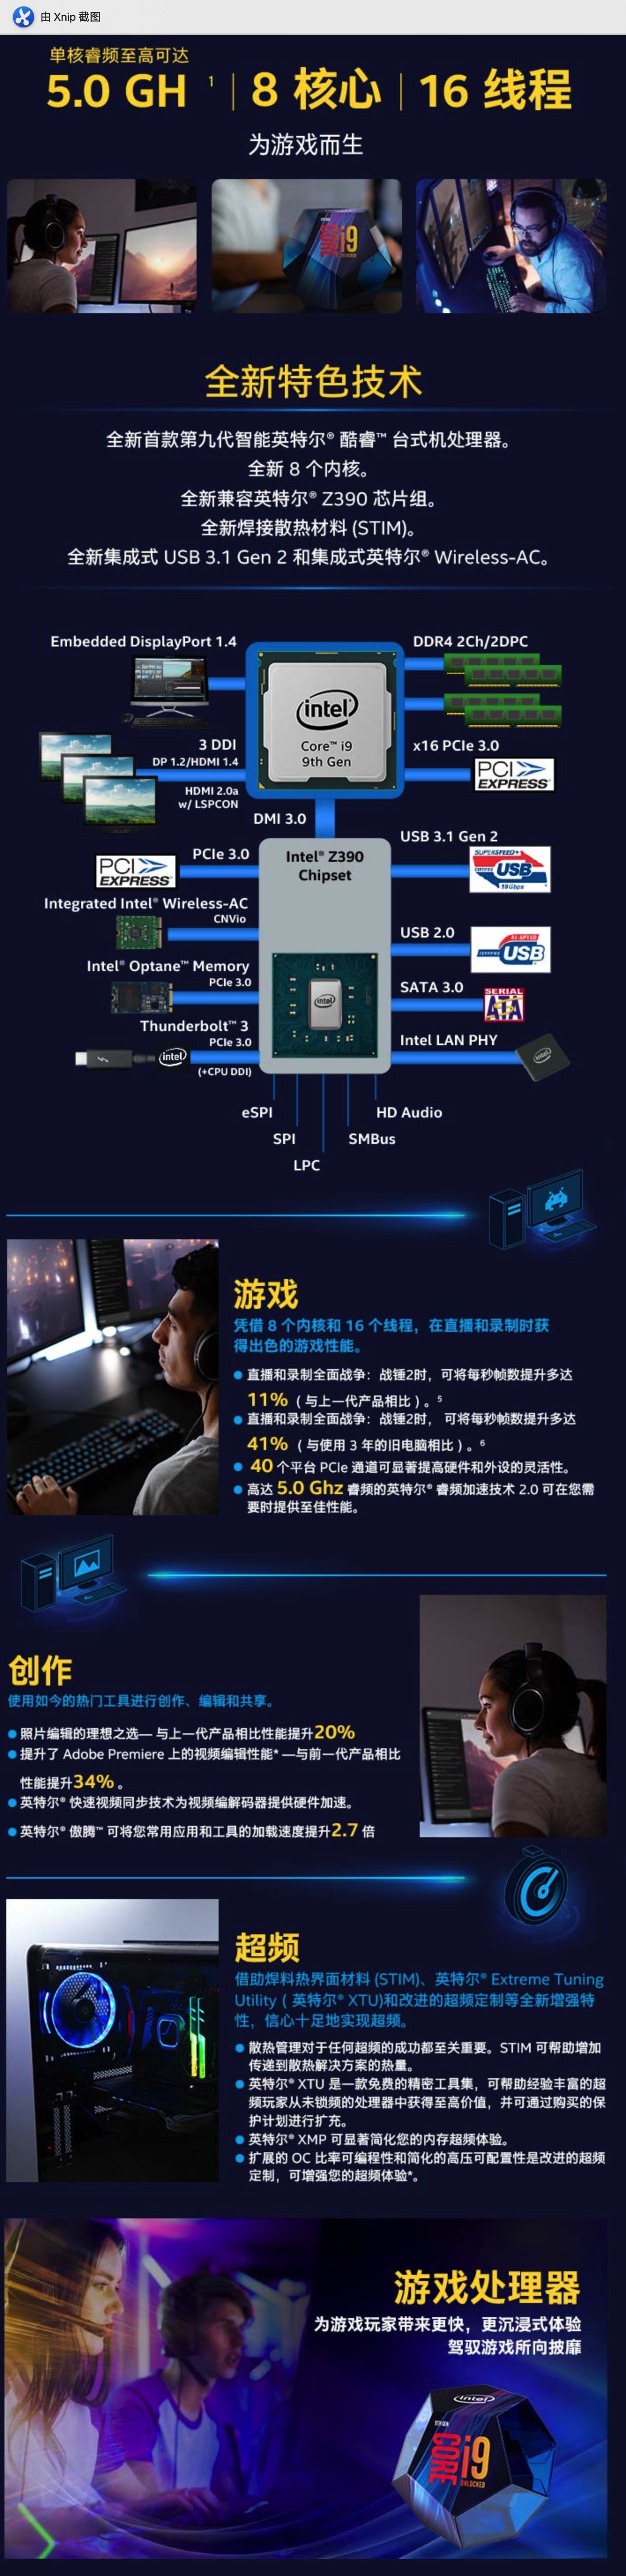 由 Xnip 截图
单核睿频至高可达
5.0 GH ¹ | 8 核心 | 16 线程
为游戏而生
CORE i9
全新特色技术
全新首款第九代智能英特尔® 酷睿™ 台式机处理器。
全新 8 个内核。
全新兼容英特尔® Z390 芯片组。
全新焊接散热材料 (STIM)。
全新集成式 USB 3.1 Gen 2 和集成式英特尔® Wireless-AC。
Embedded DisplayPort 1.4
DDR4 2Ch/2DPC
intel
Core™ i9
9th Gen
3 DDI
DP 1.2/HDMI 1.4
HDMI 2.0a
w/ LSPCON
x16 PCIe 3.0
PCI
EXPRESS
DMI 3.0
USB 3.1 Gen 2
PCIe 3.0
PCI
EXPRESS
Intel® Z390
Chipset
SUPERSPEED+
CERTIFIED USB
10Gbps
Integrated Intel® Wireless-AC
CNVio
USB 2.0
HI-SPEED
CERTIFIED USB
Intel® Optane™ Memory
PCIe 3.0
intel
SATA 3.0
SERIAL
ATA
Thunderbolt™ 3
PCIe 3.0
intel
(+CPU DDI)
Intel LAN PHY
intel
eSPI
HD Audio
SPI
SMBus
LPC
游戏
凭借 8 个内核和 16 个线程，在直播和录制时获
得出色的游戏性能。
直播和录制全面战争：战锤2时，可将每秒帧数提升多达
11%（与上一代产品相比）。⁵
直播和录制全面战争：战锤2时， 可将每秒帧数提升多达
41%（与使用 3 年的旧电脑相比）。⁶
40 个平台 PCIe 通道可显著提高硬件和外设的灵活性。
高达 5.0 Ghz 睿频的英特尔® 睿频加速技术 2.0 可在您需
要时提供至佳性能。
创作
使用如今的热门工具进行创作、编辑和共享。
照片编辑的理想之选— 与上一代产品相比性能提升20%
提升了 Adobe Premiere 上的视频编辑性能* —与前一代产品相比
性能提升34% 。
英特尔® 快速视频同步技术为视频编解码器提供硬件加速。
英特尔® 傲腾™ 可将您常用应用和工具的加载速度提升2.7 倍
超频
借助焊料热界面材料 (STIM)、英特尔® Extreme Tuning
Utility ( 英特尔® XTU)和改进的超频定制等全新增强特
性，信心十足地实现超频。
散热管理对于任何超频的成功都至关重要。STIM 可帮助增加
传递到散热解决方案的热量。
英特尔® XTU 是一款免费的精密工具集，可帮助经验丰富的超
频玩家从未锁频的处理器中获得至高价值，并可通过购买的保
护计划进行扩充。
英特尔® XMP 可显著简化您的内存超频体验。
扩展的 OC 比率可编程性和简化的高压可配置性是改进的超频
定制，可增强您的超频体验*。
游戏处理器
为游戏玩家带来更快，更沉浸式体验
驾驭游戏所向披靡
intel
9TH GEN
CORE i9
UNLOCKED